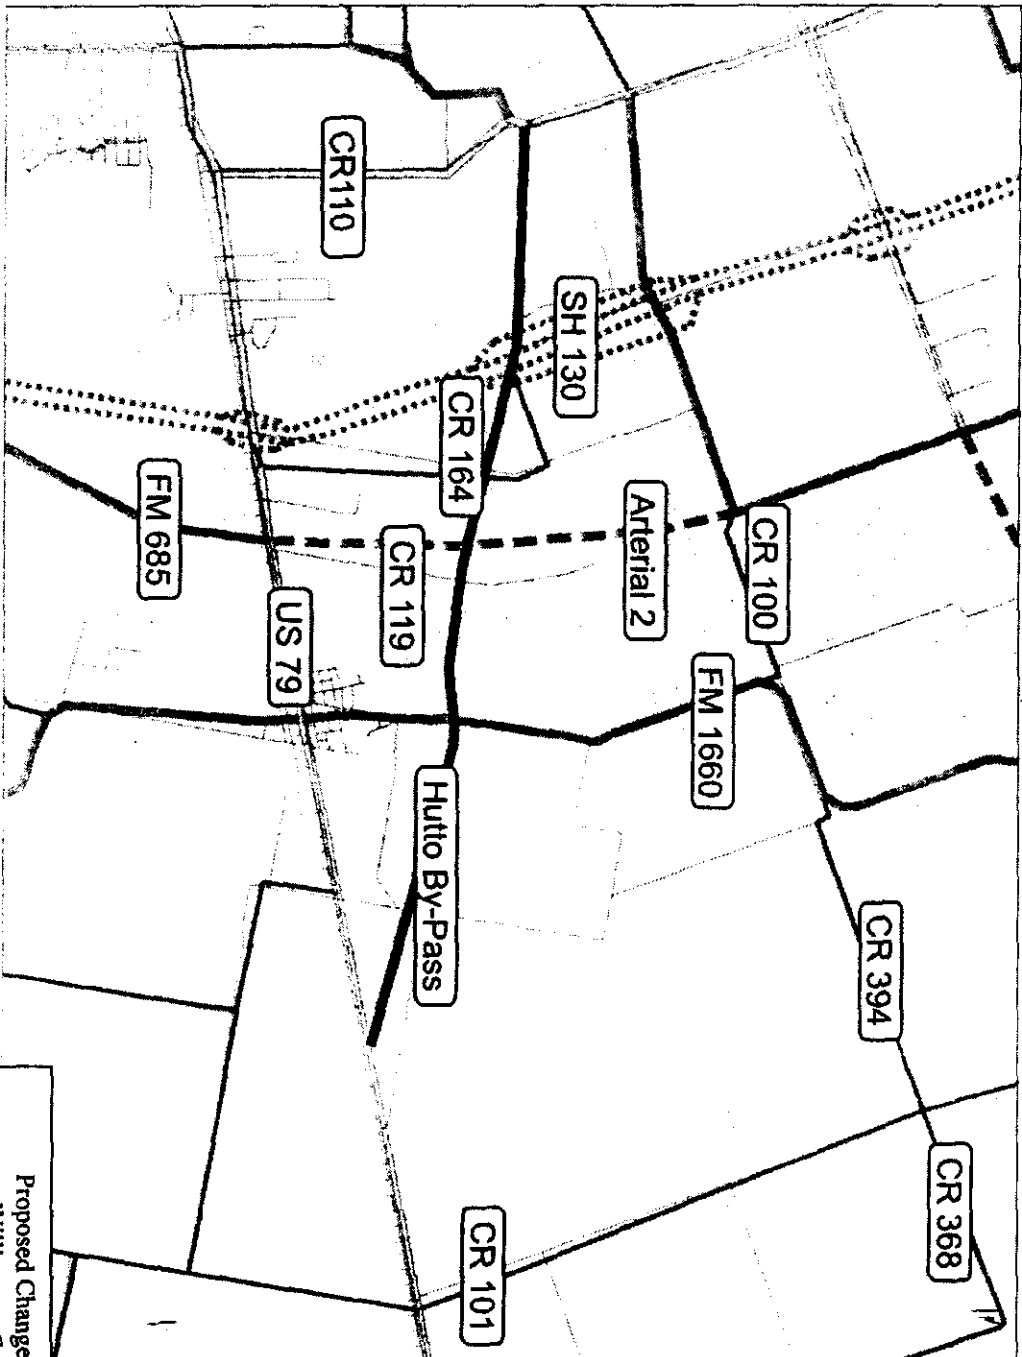 CR 368
CR 394
CR 100
FM 1660
Arterial 2
SH 130
CR 101
CR 164
Hutto By-Pass
CR 119
CR110
US 79
FM 685
Proposed Change